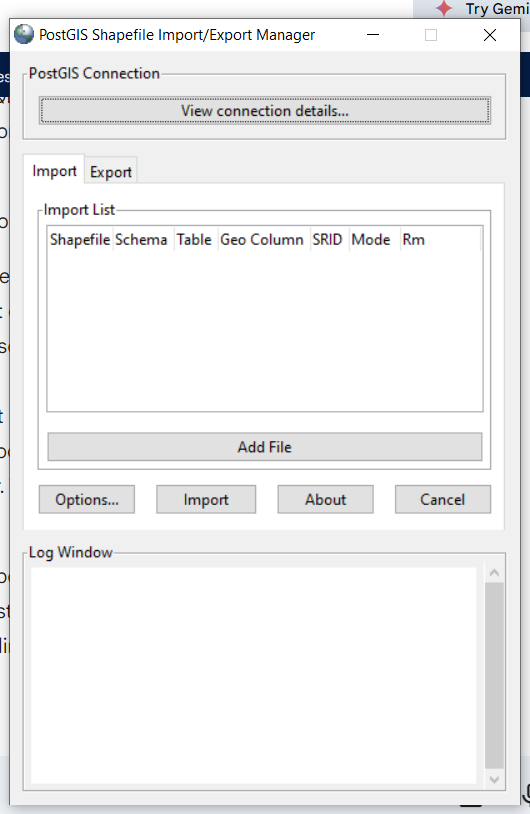 Try Gemi
PostGIS Shapefile Import/Export Manager
PostGIS Connection
View connection details...
Import Export
Import List
Shapefile Schema Table Geo Column SRID Mode Rm
Add File
Options... Import About Cancel
Log Window